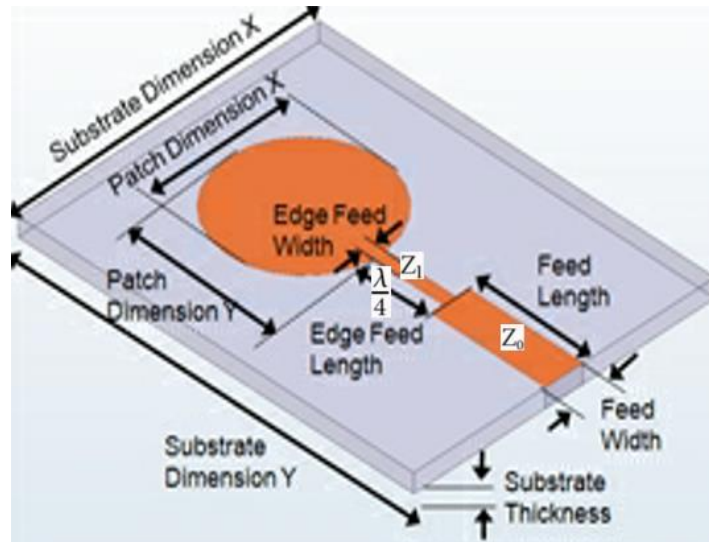 Substrate Dimension X
Patch Dimension X
Edge Feed
Width
Z₁
Feed
Length
λ
4
Patch
Dimension Y
Edge Feed
Length
Z₀
Feed
Width
Substrate
Dimension Y
Substrate
Thickness